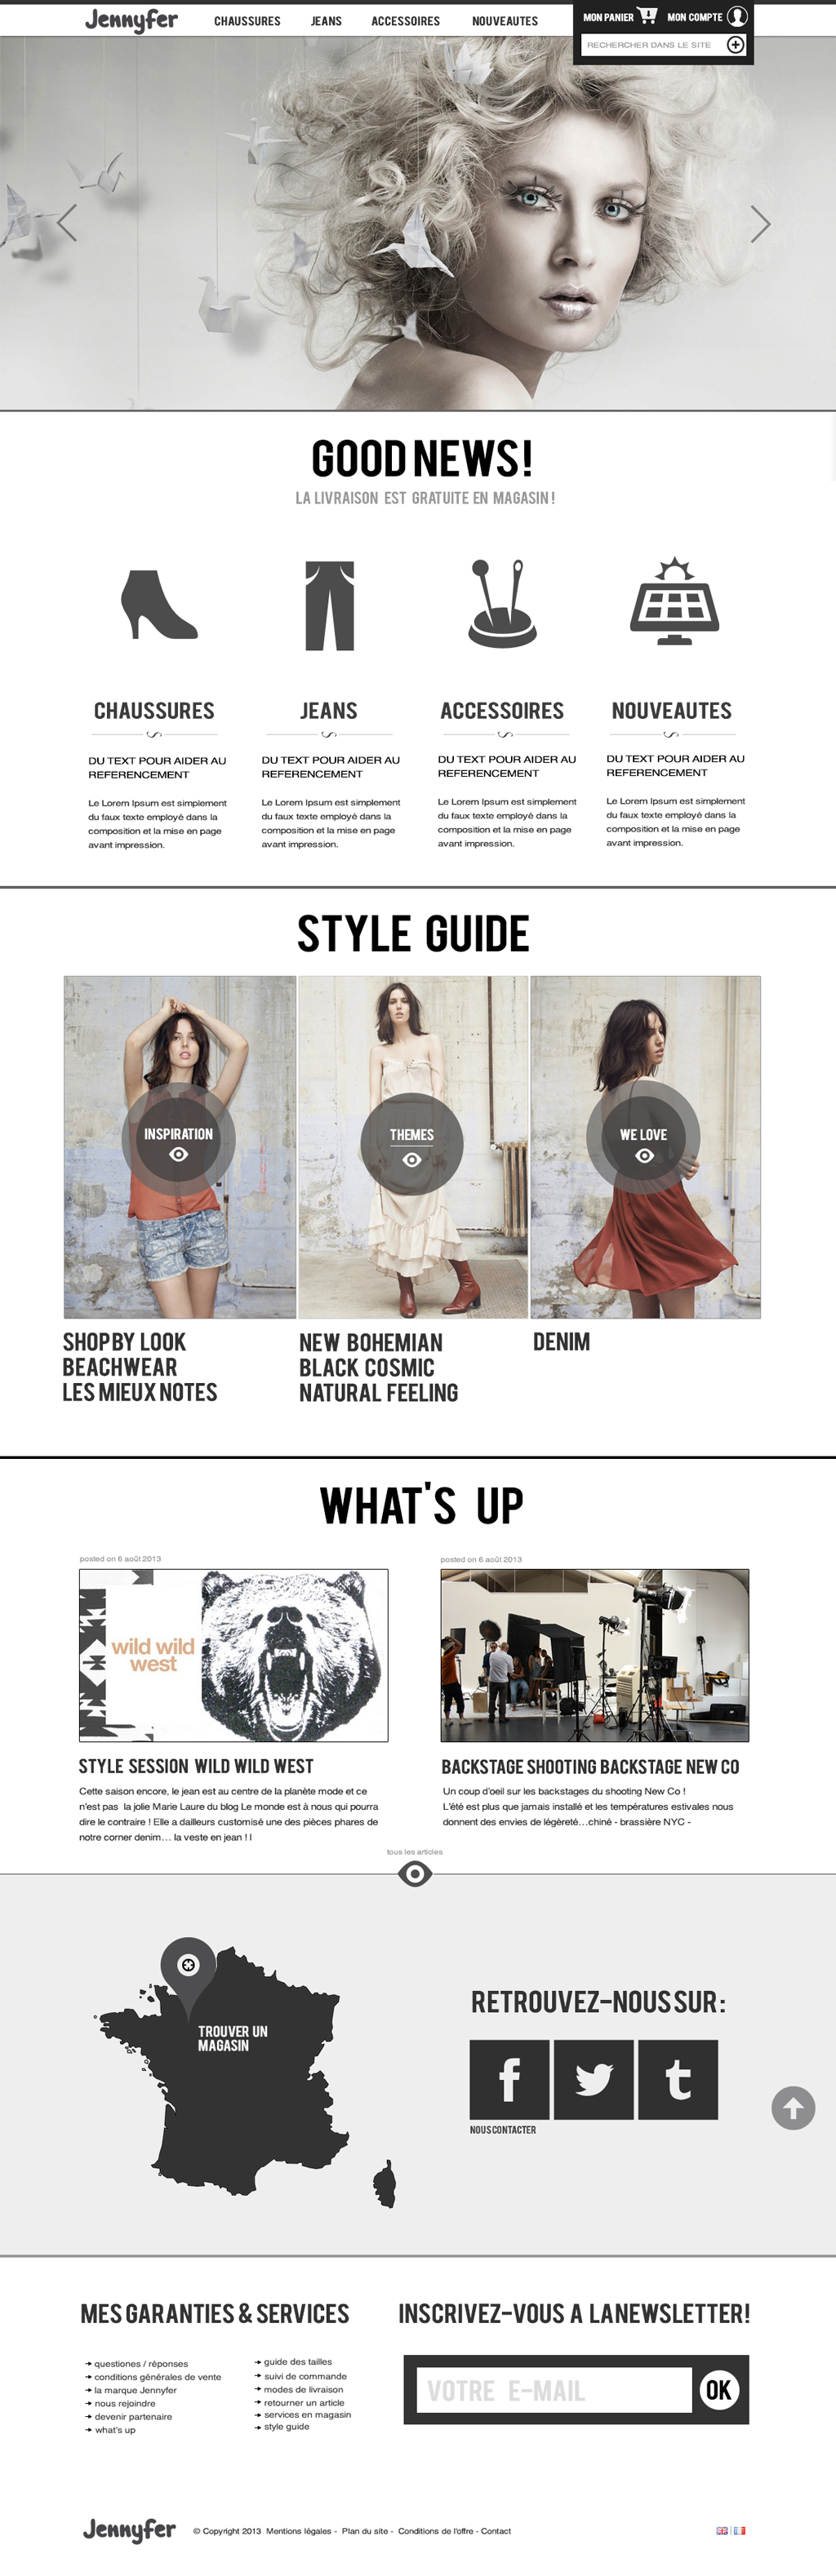 Jennyfer CHAUSSURES JEANS ACCESSOIRES NOUVEAUTES MON PANIER MON COMPTE
RECHERCHER DANS LE SITE
GOOD NEWS!
LA LIVRAISON EST GRATUITE EN MAGASIN !
CHAUSSURES
DU TEXT POUR AIDER AU
REFERENCEMENT
Le Lorem Ipsum est simplement
du faux texte employé dans la
composition et la mise en page
avant impression.
JEANS
DU TEXT POUR AIDER AU
REFERENCEMENT
Le Lorem Ipsum est simplement
du faux texte employé dans la
composition et la mise en page
avant impression.
ACCESSOIRES
DU TEXT POUR AIDER AU
REFERENCEMENT
Le Lorem Ipsum est simplement
du faux texte employé dans la
composition et la mise en page
avant impression.
NOUVEAUTES
DU TEXT POUR AIDER AU
REFERENCEMENT
Le Lorem Ipsum est simplement
du faux texte employé dans la
composition et la mise en page
avant impression.
STYLE GUIDE
INSPIRATION
THEMES
WE LOVE
SHOP BY LOOK
BEACHWEAR
LES MIEUX NOTES
NEW BOHEMIAN
BLACK COSMIC
NATURAL FEELING
DENIM
WHAT'S UP
posted on 6 août 2013
wild wild
west
STYLE SESSION WILD WILD WEST
Cette saison encore, le jean est au centre de la planète mode et ce
n'est pas la jolie Marie Laure du blog Le monde est à nous qui pourra
dire le contraire ! Elle a dailleurs customisé une des pièces phares de
notre corner denim… la veste en jean ! l
posted on 6 août 2013
BACKSTAGE SHOOTING BACKSTAGE NEW CO
Un coup d'oeil sur les backstages du shooting New Co !
L'été est plus que jamais installé et les températures estivales nous
donnent des envies de légèreté…chiné - brassière NYC -
tous les articles
TROUVER UN
MAGASIN
RETROUVEZ-NOUS SUR :
f t
NOUS CONTACTER
MES GARANTIES & SERVICES
questiones / réponses
conditions générales de vente
la marque Jennyfer
nous rejoindre
devenir partenaire
what's up
guide des tailles
suivi de commande
modes de livraison
retourner un article
services en magasin
style guide
INSCRIVEZ-VOUS A LANEWSLETTER!
VOTRE E-MAIL OK
Jennyfer © Copyright 2013 Mentions légales - Plan du site - Conditions de l'offre - Contact